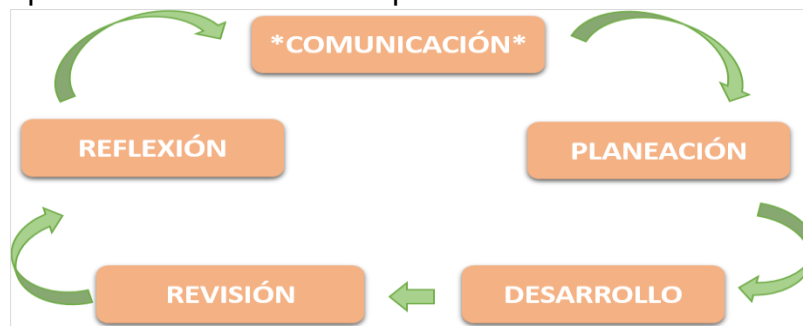 *COMUNICACIÓN*
REFLEXIÓN
PLANEACIÓN
REVISIÓN
DESARROLLO